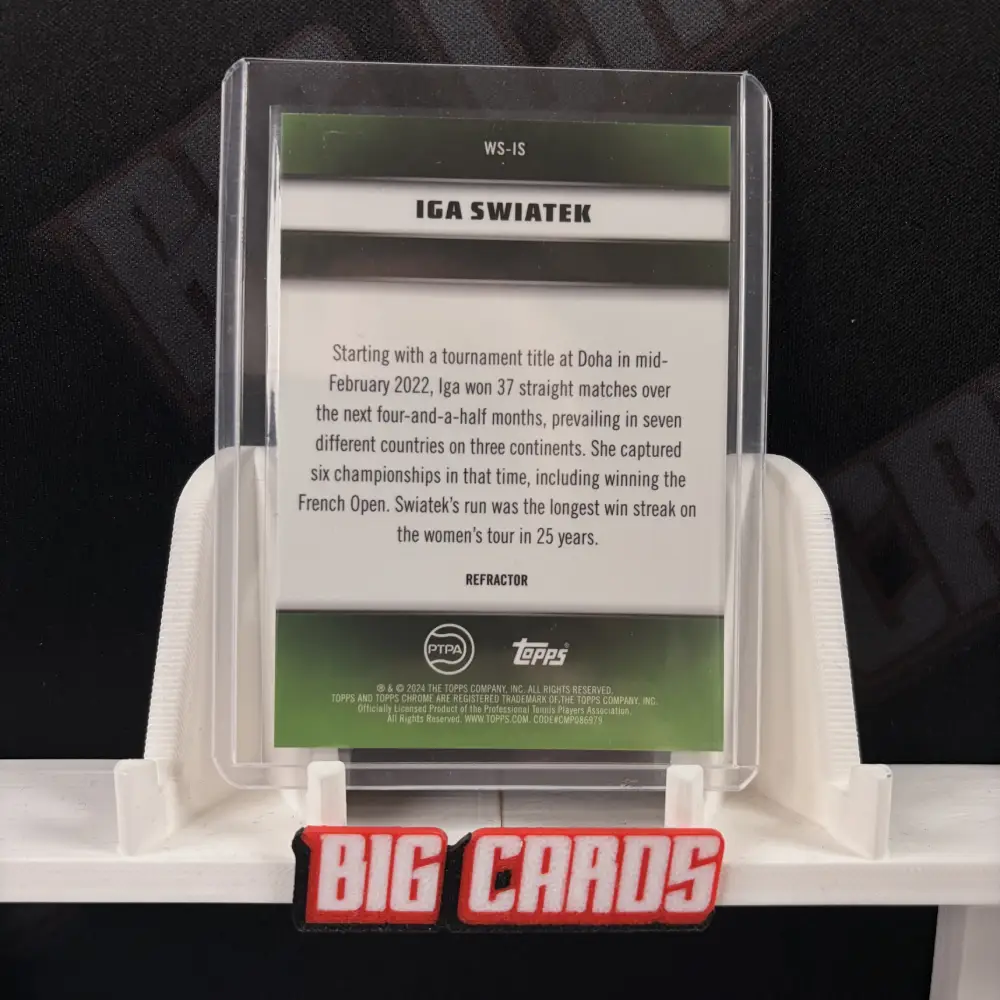 WS-IS
IGA SWIATEK
Starting with a tournament title at Doha in mid-
February 2022, Iga won 37 straight matches over
the next four-and-a-half months, prevailing in seven
different countries on three continents. She captured
six championships in that time, including winning the
French Open. Swiatek's run was the longest win streak on
the women's tour in 25 years.
REFRACTOR
PTPA
Topps®
® & © 2024 THE TOPPS COMPANY, INC. ALL RIGHTS RESERVED.
TOPPS AND TOPPS CHROME ARE REGISTERED TRADEMARK OF THE TOPPS COMPANY, INC.
Officially Licensed Product of the Professional Tennis Players Association.
All Rights Reserved. WWW.TOPPS.COM. CODE#CMP086979
BIG CARDS